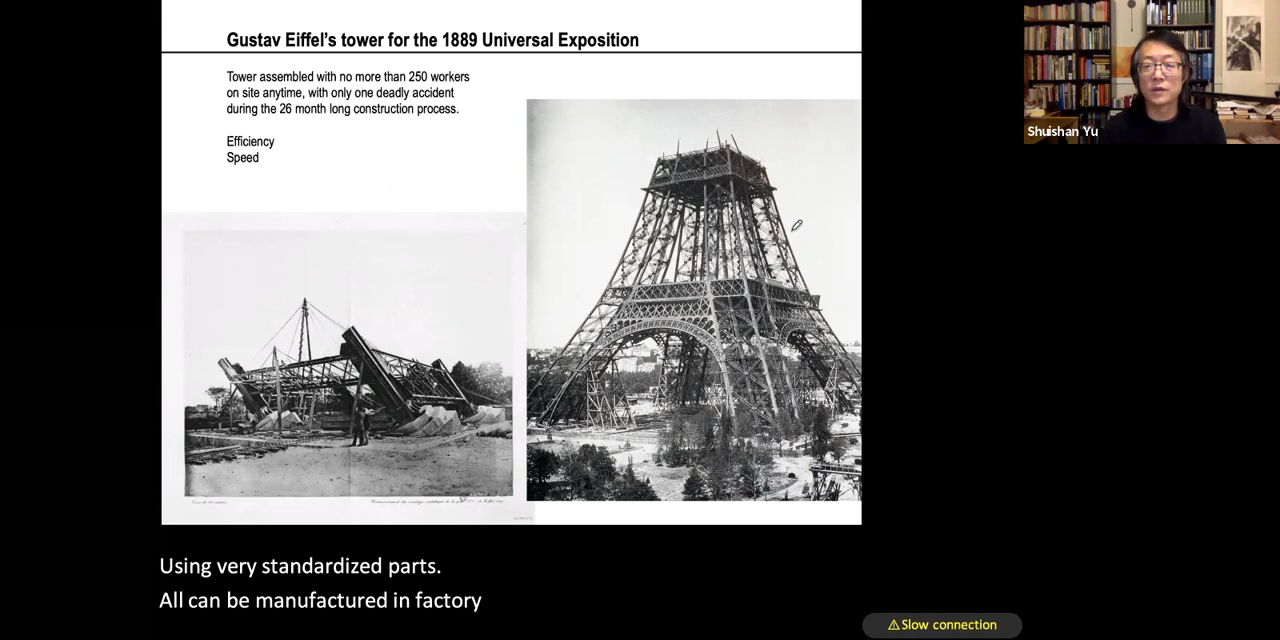 Gustav Eiffel's tower for the 1889 Universal Exposition
Tower assembled with no more than 250 workers
on site anytime, with only one deadly accident
during the 26 month long construction process.
Efficiency
Speed
Shuishan Yu
Using very standardized parts.
All can be manufactured in factory
⚠Slow connection